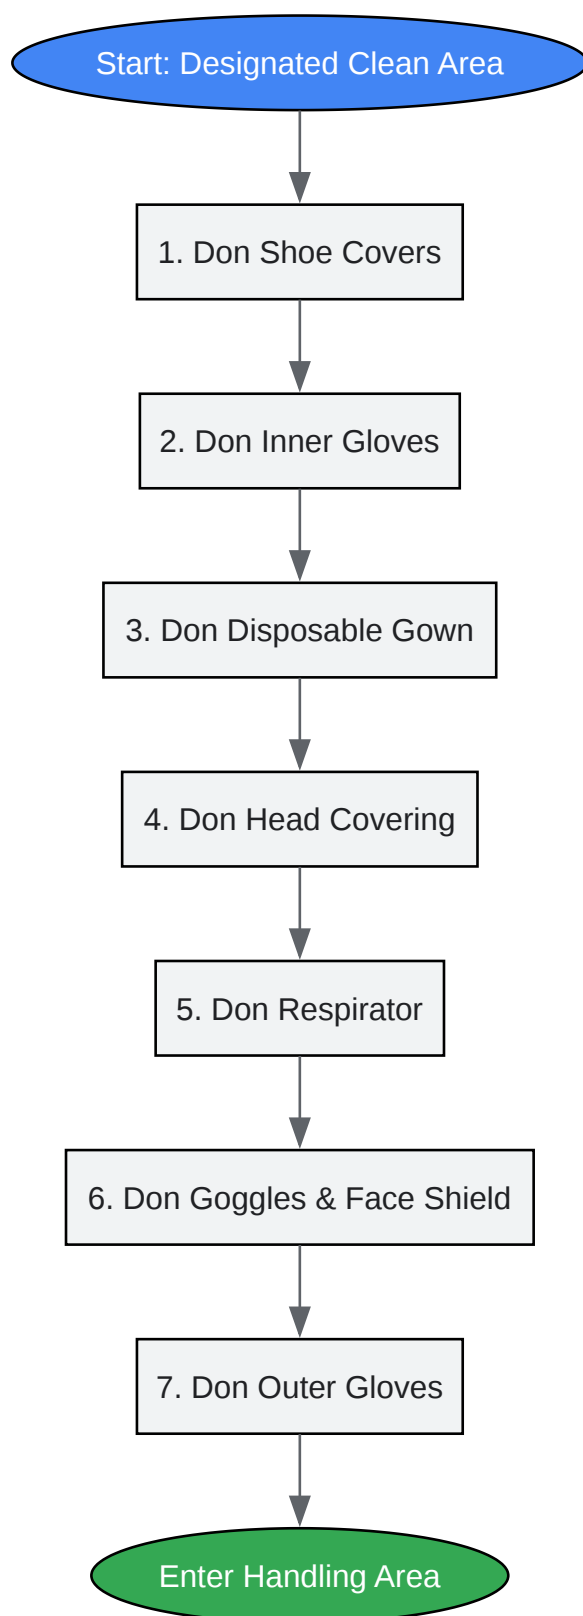 Start: Designated Clean Area
1. Don Shoe Covers
2. Don Inner Gloves
3. Don Disposable Gown
4. Don Head Covering
5. Don Respirator
6. Don Goggles & Face Shield
7. Don Outer Gloves
Enter Handling Area